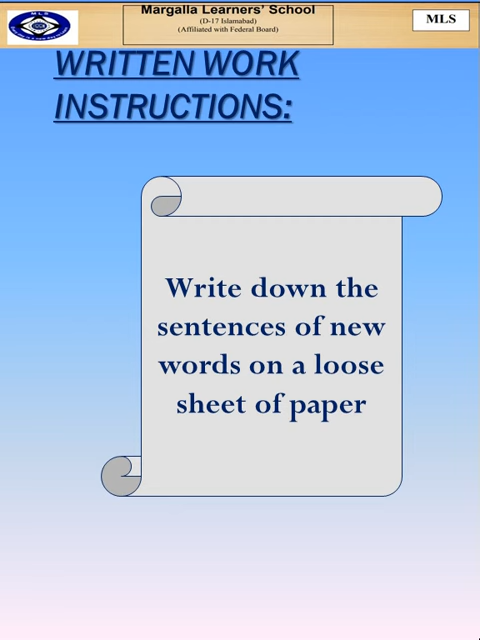 MLS
Margalla Learners' School
(D-17 Islamabad)
(Affiliated with Federal Board)
MLS
WRITTEN WORK
INSTRUCTIONS:
Write down the
sentences of new
words on a loose
sheet of paper